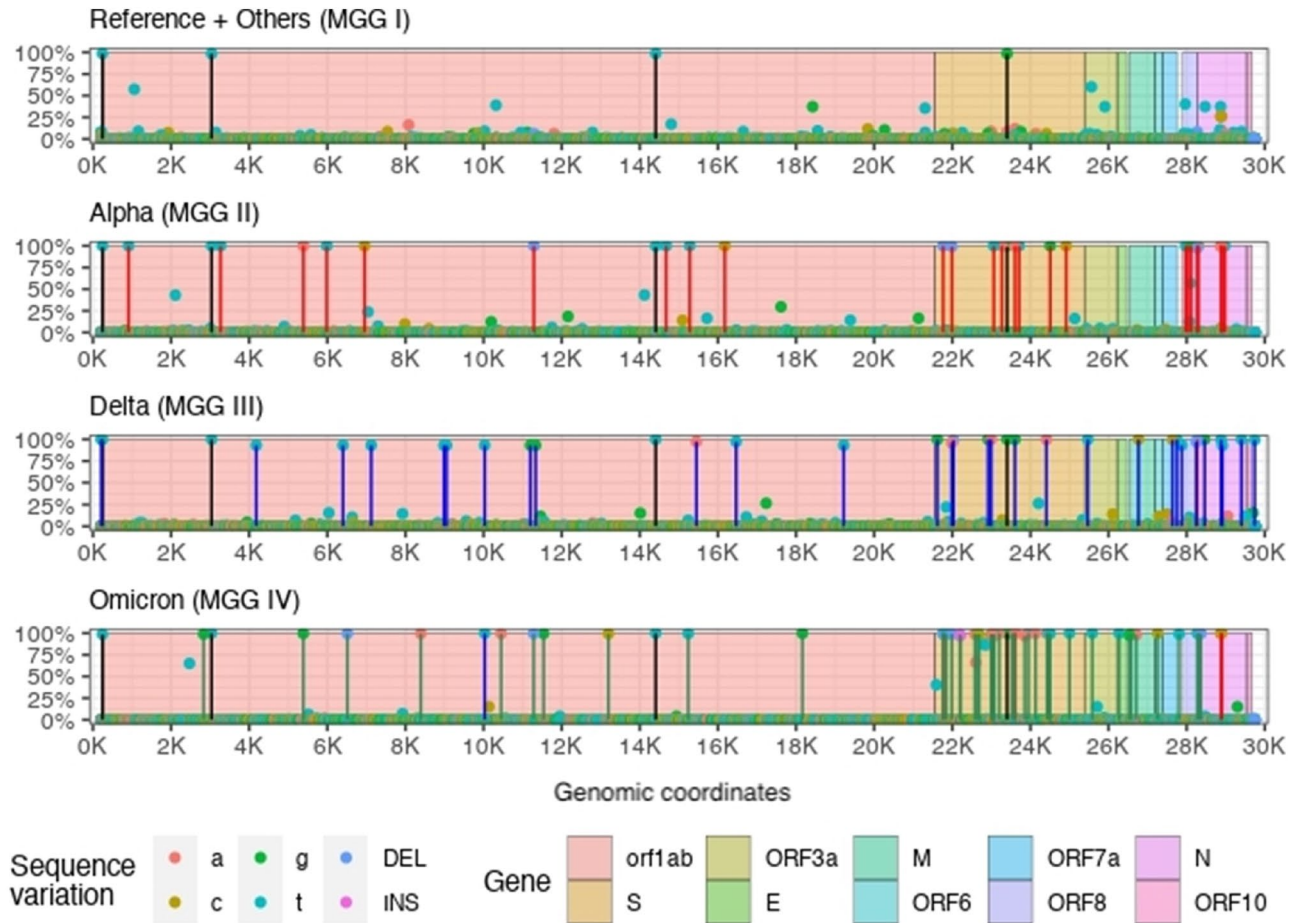 Reference + Others (MGG I)
100%
75%
50%
25%
0%
0K 2K 4K 6K 8K 10K 12K 14K 16K 18K 20K 22K 24K 26K 28K 30K
Alpha (MGG II)
100%
75%
50%
25%
0%
0K 2K 4K 6K 8K 10K 12K 14K 16K 18K 20K 22K 24K 26K 28K 30K
Delta (MGG III)
100%
75%
50%
25%
0%
0K 2K 4K 6K 8K 10K 12K 14K 16K 18K 20K 22K 24K 26K 28K 30K
Omicron (MGG IV)
100%
75%
50%
25%
0%
0K 2K 4K 6K 8K 10K 12K 14K 16K 18K 20K 22K 24K 26K 28K 30K
Genomic coordinates
Sequence variation
a g DEL
c t INS
Gene
orf1ab ORF3a M ORF7a N
S E ORF6 ORF8 ORF10